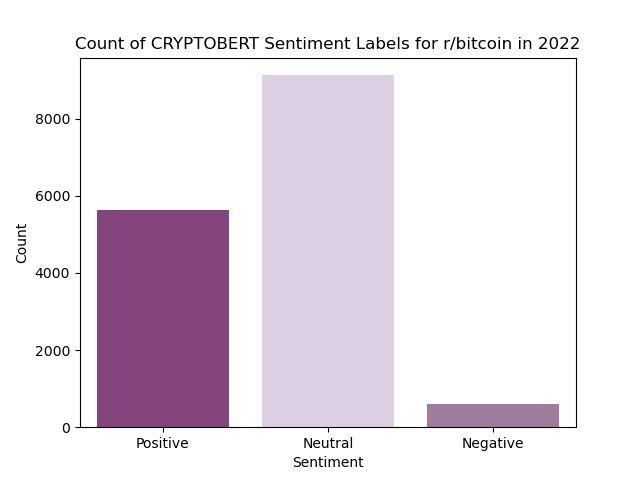 Count of CRYPTOBERT Sentiment Labels for r/bitcoin in 2022
8000
6000
4000
2000
0
Count
Positive
Neutral
Negative
Sentiment